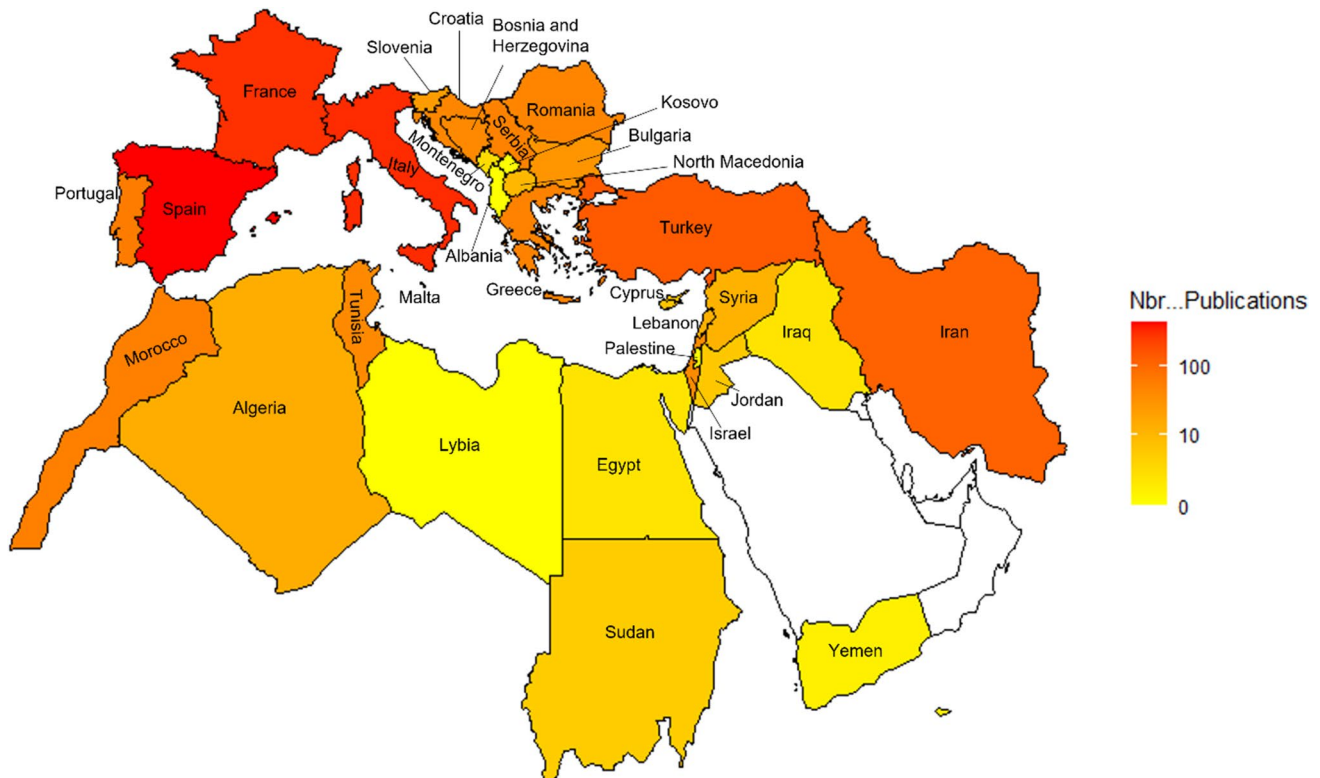 Croatia
Bosnia and
Herzegovina
Slovenia
France
Romania
Kosovo
Serbia
Bulgaria
Montenegro
North Macedonia
Italy
Portugal
Spain
Turkey
Albania
Greece
Malta
Cyprus
Syria
Tunisia
Lebanon
Iraq
Iran
Nbr...Publications
100
10
0
Morocco
Palestine
Jordan
Algeria
Israel
Lybia
Egypt
Sudan
Yemen